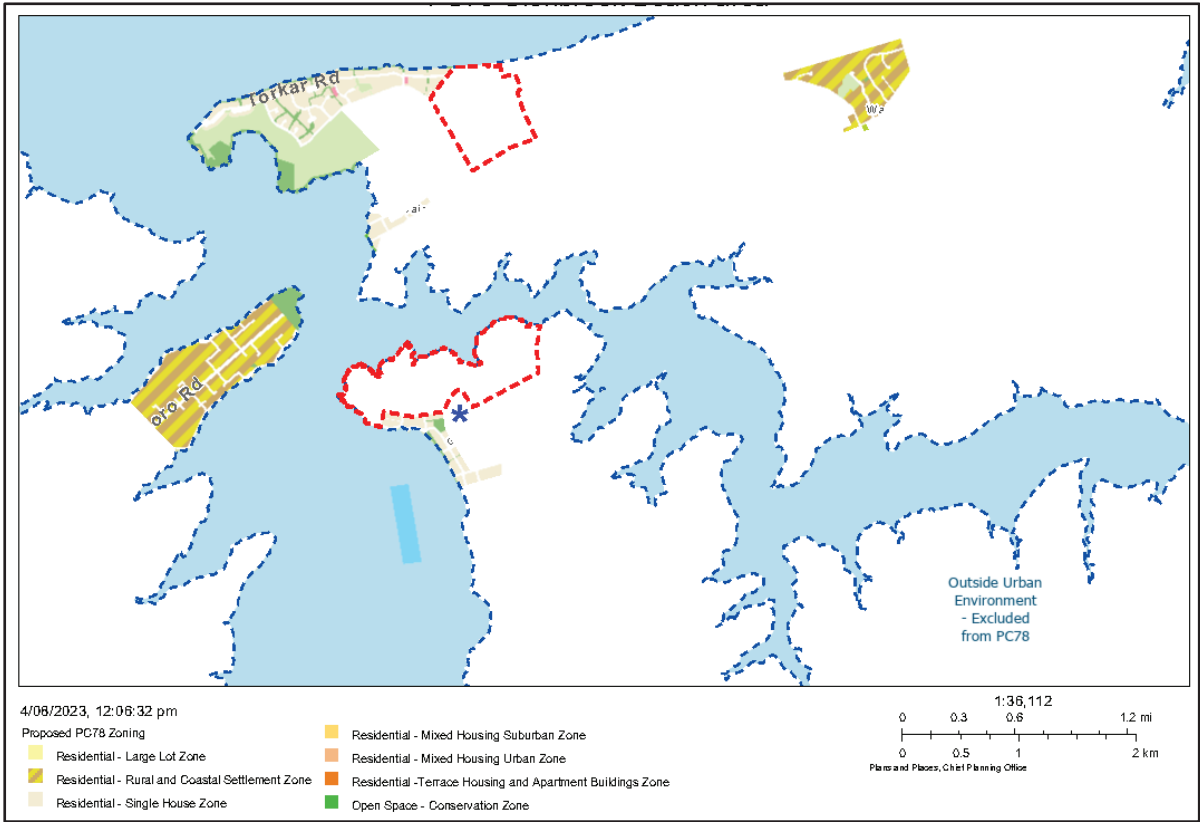 Torkar Rd
Wa
oro Rd
G
*
Outside Urban
Environment
- Excluded
from PC78
4/06/2023, 12:06:32 pm
Proposed PC78 Zoning
Residential - Large Lot Zone
Residential - Rural and Coastal Settlement Zone
Residential - Single House Zone
Residential - Mixed Housing Suburban Zone
Residential - Mixed Housing Urban Zone
Residential -Terrace Housing and Apartment Buildings Zone
Open Space - Conservation Zone
1:36,112
0 0.3 0.6 1.2 mi
0 0.5 1 2 km
Plans and Places, Chief Planning Office